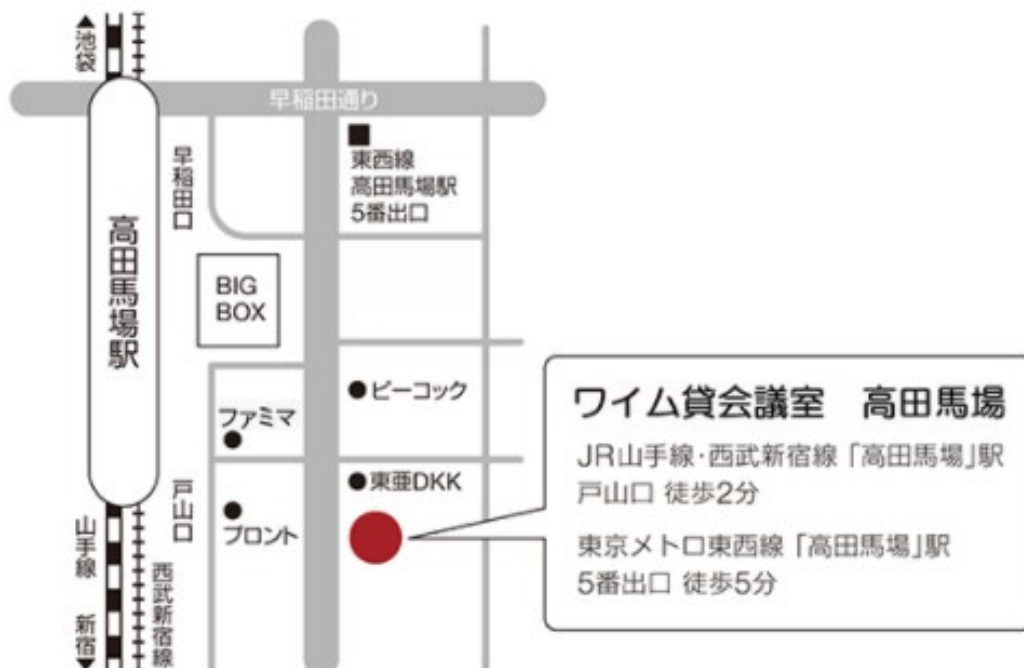 ▲池袋
早稲田通り
早稲田口
東西線
高田馬場駅
5番出口
高田馬場駅
BIG
BOX
ピーコック
ファミマ
ワイム貸会議室　高田馬場
JR山手線・西武新宿線「高田馬場」駅
戸山口 徒歩2分
東京メトロ東西線「高田馬場」駅
5番出口 徒歩5分
東亜DKK
戸山口
プロント
山手線
西武新宿線
新宿▼